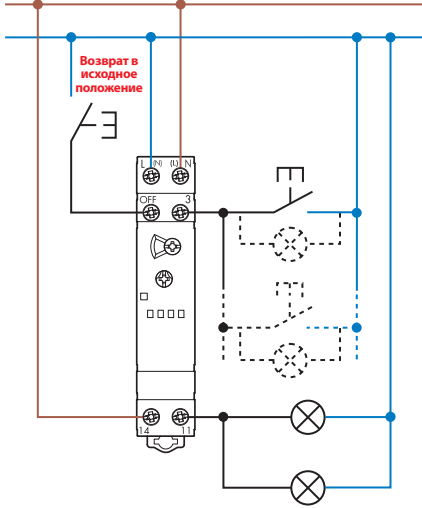 Возврат в
исходное
положение
L (N) (L) N
OFF 3
14 11